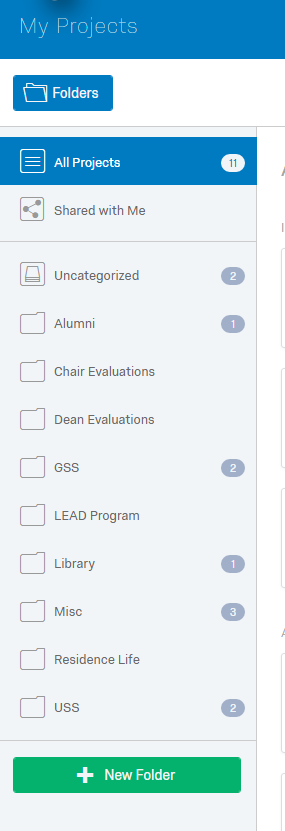 My Projects
Folders
All Projects 11
Shared with Me
Uncategorized 2
Alumni 1
Chair Evaluations
Dean Evaluations
GSS 2
LEAD Program
Library 1
Misc 3
Residence Life
USS 2
New Folder